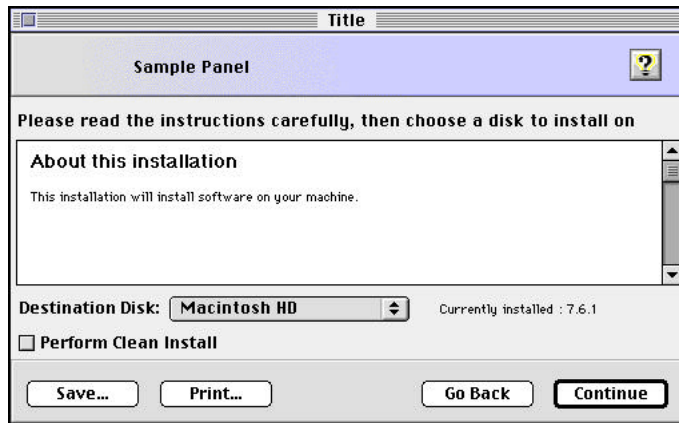 Title
Sample Panel
?
Please read the instructions carefully, then choose a disk to install on
About this installation
This installation will install software on your machine.
Destination Disk: Macintosh HD Currently installed : 7.6.1
Perform Clean Install
Save... Print... Go Back Continue